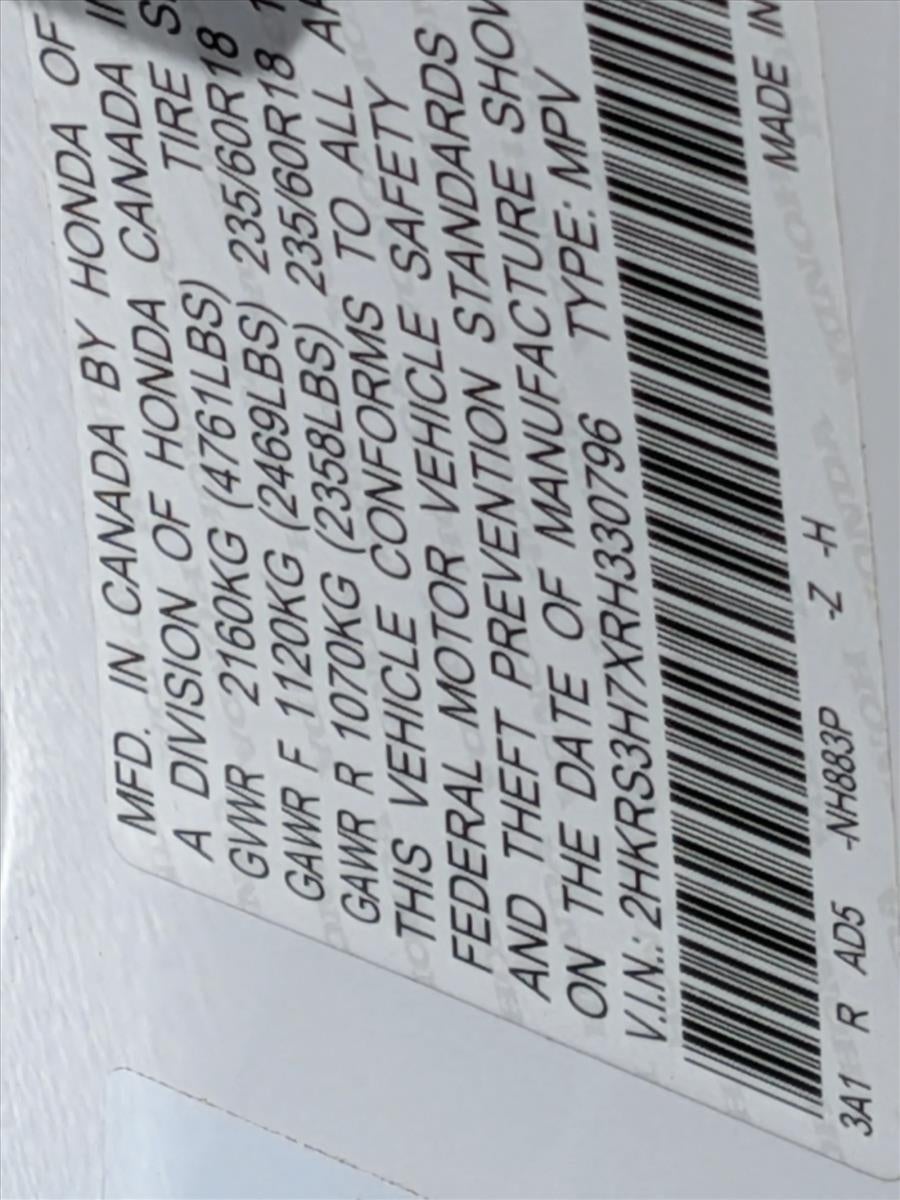 MFD. IN CANADA BY HONDA OF
A DIVISION OF HONDA CANADA
TIRE
GVWR 2160KG (4761LBS) 235/60R18
GAWR F 1120KG (2469LBS) 235/60R18
GAWR R 1070KG (2358LBS)
THIS VEHICLE CONFORMS TO ALL
FEDERAL MOTOR VEHICLE SAFETY
AND THEFT PREVENTION STANDARDS
ON THE DATE OF MANUFACTURE SHOW
V.I.N.: 2HKRS3H7XRH330796 TYPE: MPV
3A1 R AD5 -NH883P -Z -H
MADE IN